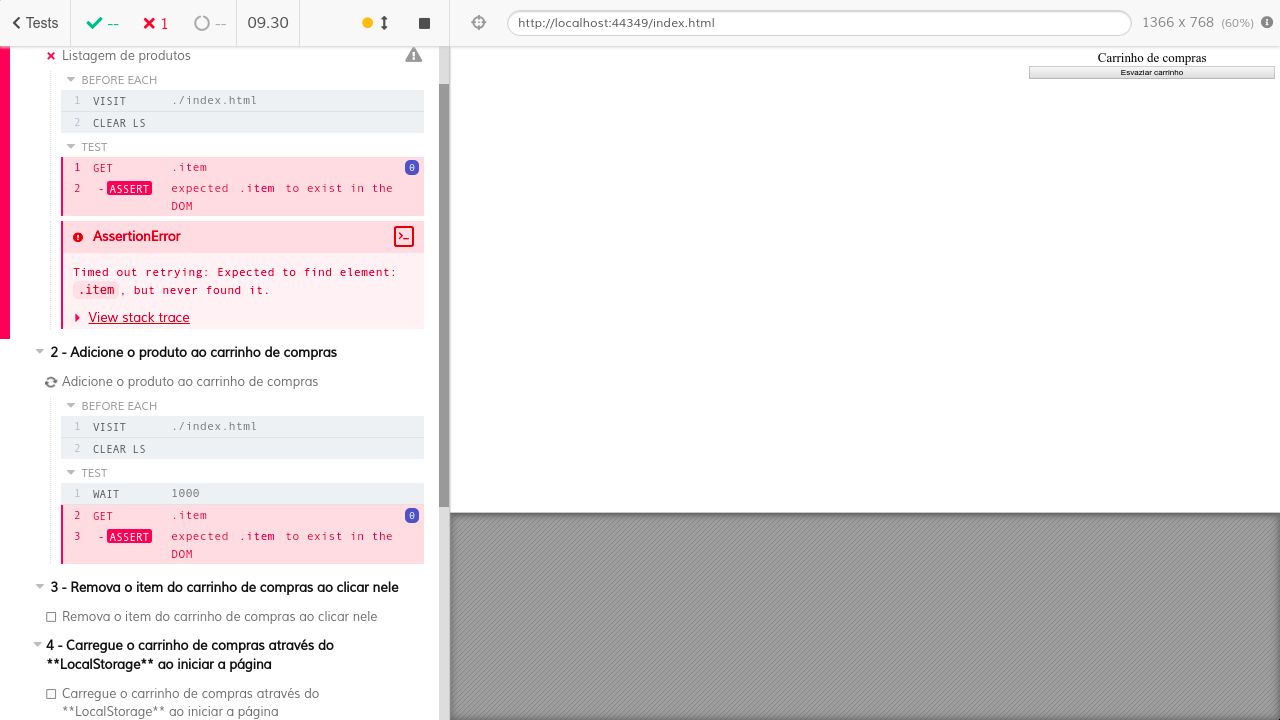 Tests
--
1
--
09.30
http://localhost:44349/index.html
1366 x 768 (60%)
Listagem de produtos
BEFORE EACH
1 VISIT ./index.html
2 CLEAR LS
TEST
1 GET .item 0
2 -ASSERT expected .item to exist in the
DOM
AssertionError
Timed out retrying: Expected to find element:
.item, but never found it.
View stack trace
2 - Adicione o produto ao carrinho de compras
Adicione o produto ao carrinho de compras
BEFORE EACH
1 VISIT ./index.html
2 CLEAR LS
TEST
1 WAIT 1000
2 GET .item 0
3 -ASSERT expected .item to exist in the
DOM
3 - Remova o item do carrinho de compras ao clicar nele
Remova o item do carrinho de compras ao clicar nele
4 - Carregue o carrinho de compras através do
**LocalStorage** ao iniciar a página
Carregue o carrinho de compras através do
**LocalStorage** ao iniciar a página
Carrinho de compras
Esvaziar carrinho